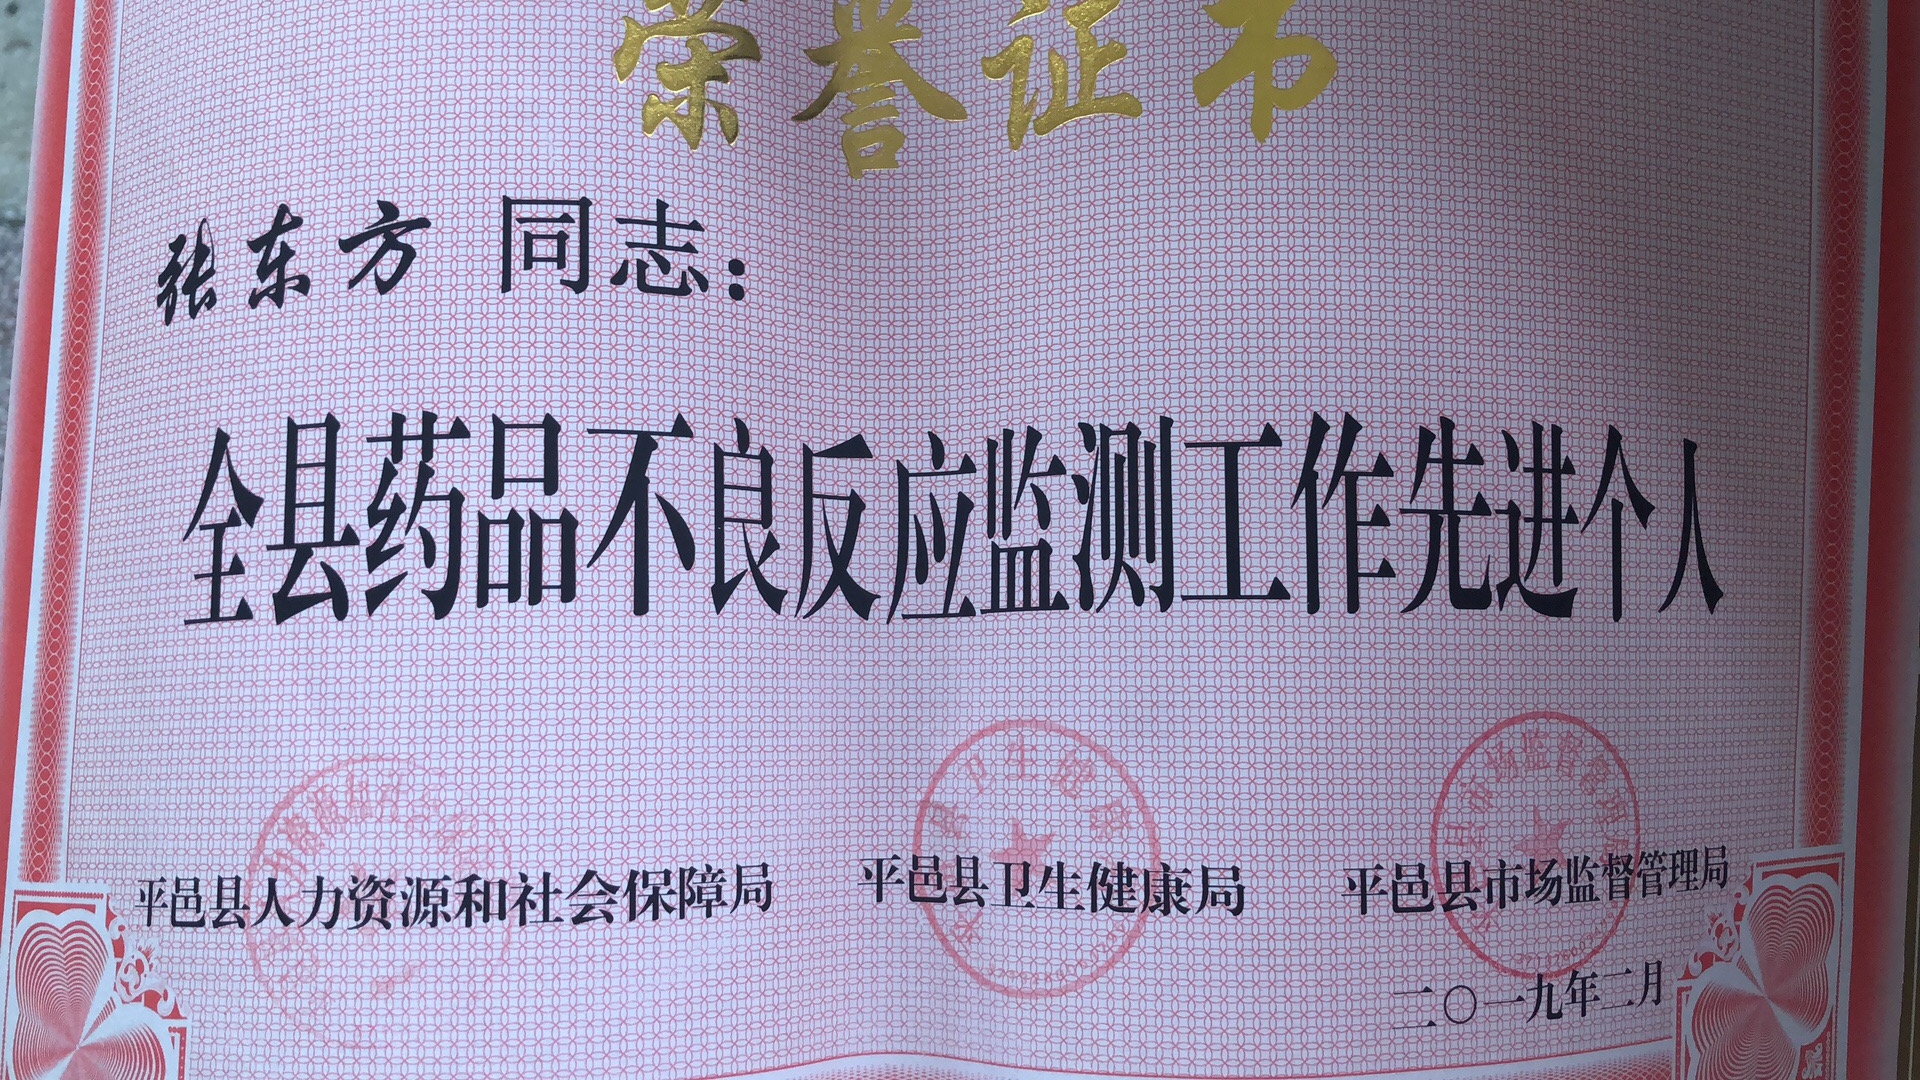 荣誉证书
张东方 同志：
全县药品不良反应监测工作先进个人
平邑县人力资源和社会保障局 平邑县卫生健康局 平邑县市场监督管理局
二〇一九年二月